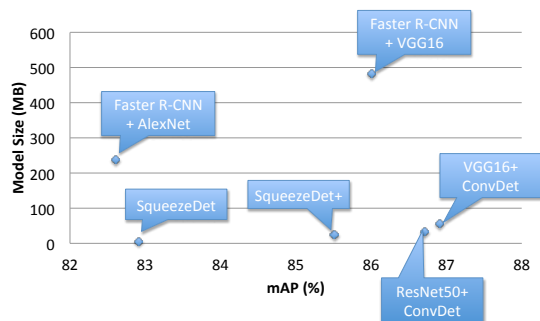 600
500
400
300
200
100
0
Model Size (MB)
Faster R-CNN
+ VGG16
Faster R-CNN
+ AlexNet
SqueezeDet
SqueezeDet+
VGG16+
ConvDet
ResNet50+
ConvDet
82 83 84 85 86 87 88
mAP (%)